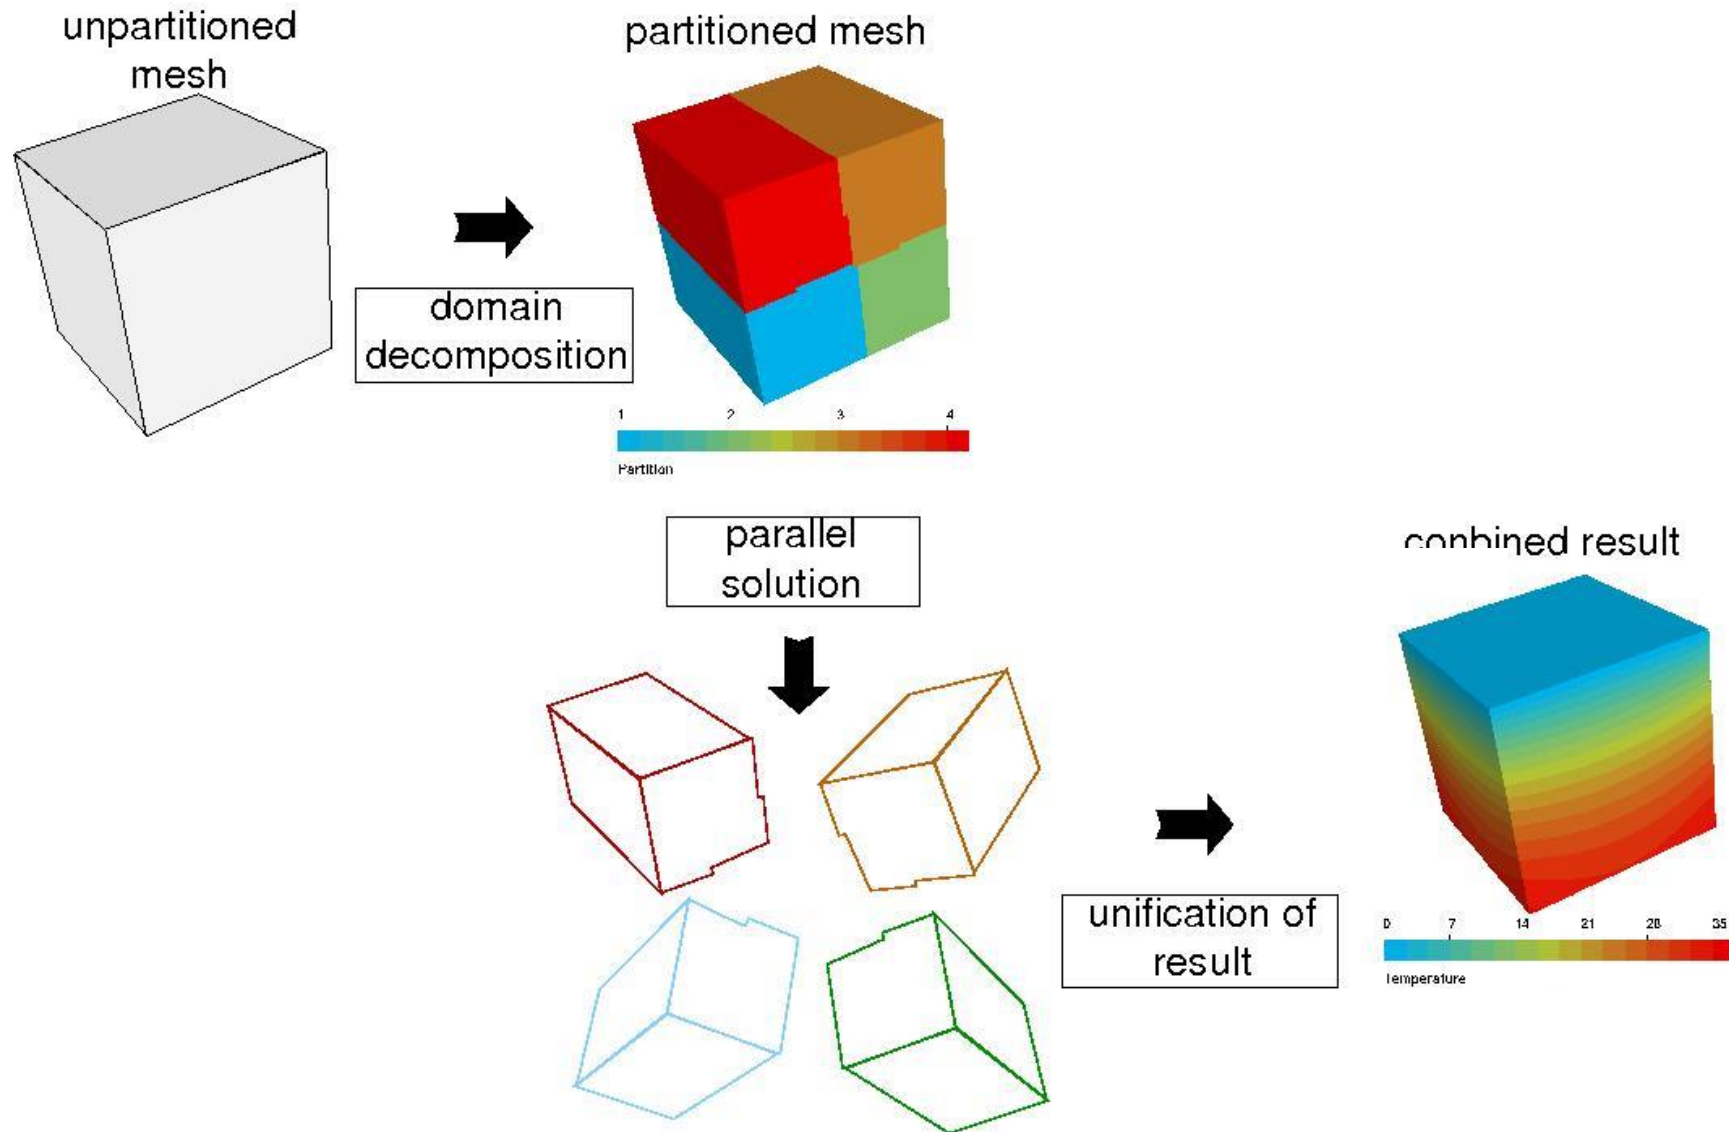 unpartitioned
mesh
partitioned mesh
domain
decomposition
1 2 3 4
Partition
parallel
solution
conbined result
unification of
result
0 7 14 21 28 35
Temperature